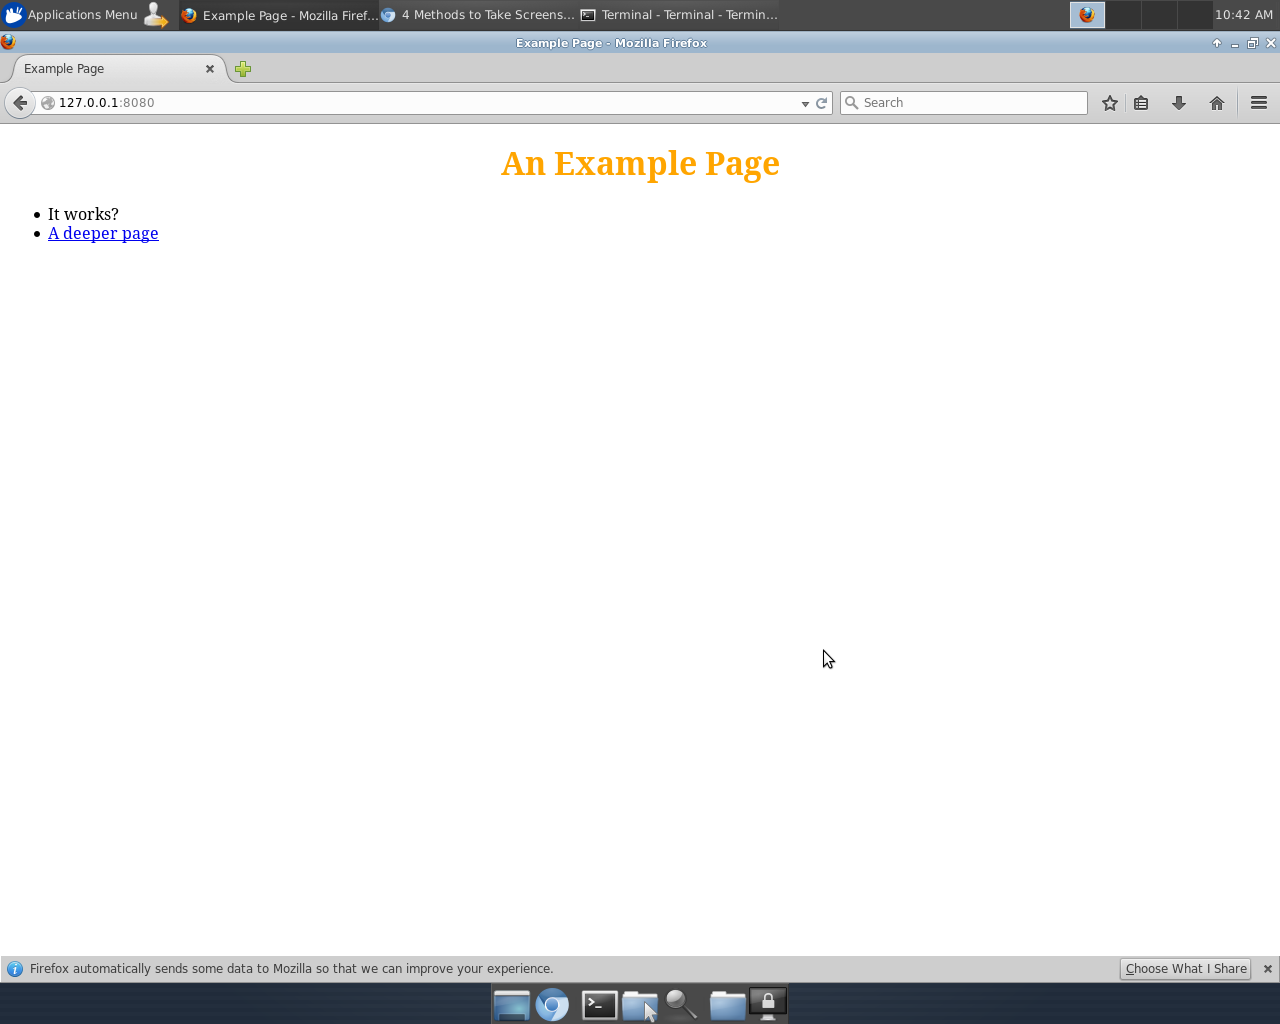 Applications Menu
Example Page - Mozilla Firef...
4 Methods to Take Screens...
Terminal - Terminal - Termin...
10:42 AM
Example Page - Mozilla Firefox
Example Page
127.0.0.1:8080
Search
An Example Page
It works?
A deeper page
Firefox automatically sends some data to Mozilla so that we can improve your experience.
Choose What I Share